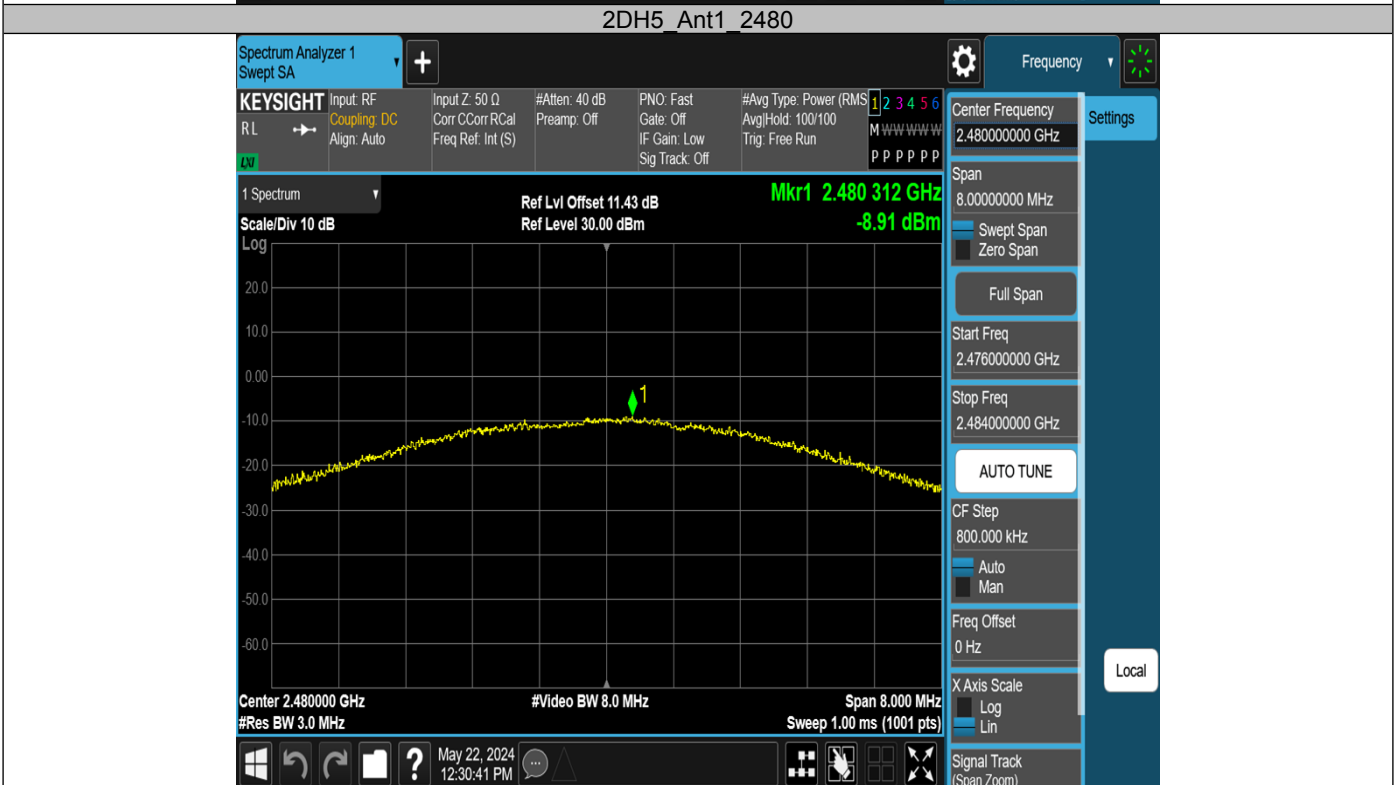 2DH5_Ant1_2480
Spectrum Analyzer 1
Swept SA
Frequency
KEYSIGHT
RL
LXI
Input: RF
Coupling: DC
Align: Auto
Input Z: 50 Ω
Corr CCorr RCal
Freq Ref: Int (S)
#Atten: 40 dB
Preamp: Off
PNO: Fast
Gate: Off
IF Gain: Low
Sig Track: Off
#Avg Type: Power (RMS
Avg|Hold: 100/100
Trig: Free Run
1 2 3 4 5 6
M W W W W W
P P P P P P
1 Spectrum
Scale/Div 10 dB
Ref Lvl Offset 11.43 dB
Ref Level 30.00 dBm
Mkr1 2.480 312 GHz
-8.91 dBm
Log
20.0
10.0
0.00
-10.0
-20.0
-30.0
-40.0
-50.0
-60.0
1
Center 2.480000 GHz
#Res BW 3.0 MHz
#Video BW 8.0 MHz
Span 8.000 MHz
Sweep 1.00 ms (1001 pts)
Center Frequency
2.480000000 GHz
Settings
Span
8.00000000 MHz
Swept Span
Zero Span
Full Span
Start Freq
2.476000000 GHz
Stop Freq
2.484000000 GHz
AUTO TUNE
CF Step
800.000 kHz
Auto
Man
Freq Offset
0 Hz
X Axis Scale
Log
Lin
Local
Signal Track
(Span Zoom)
?
May 22, 2024
12:30:41 PM